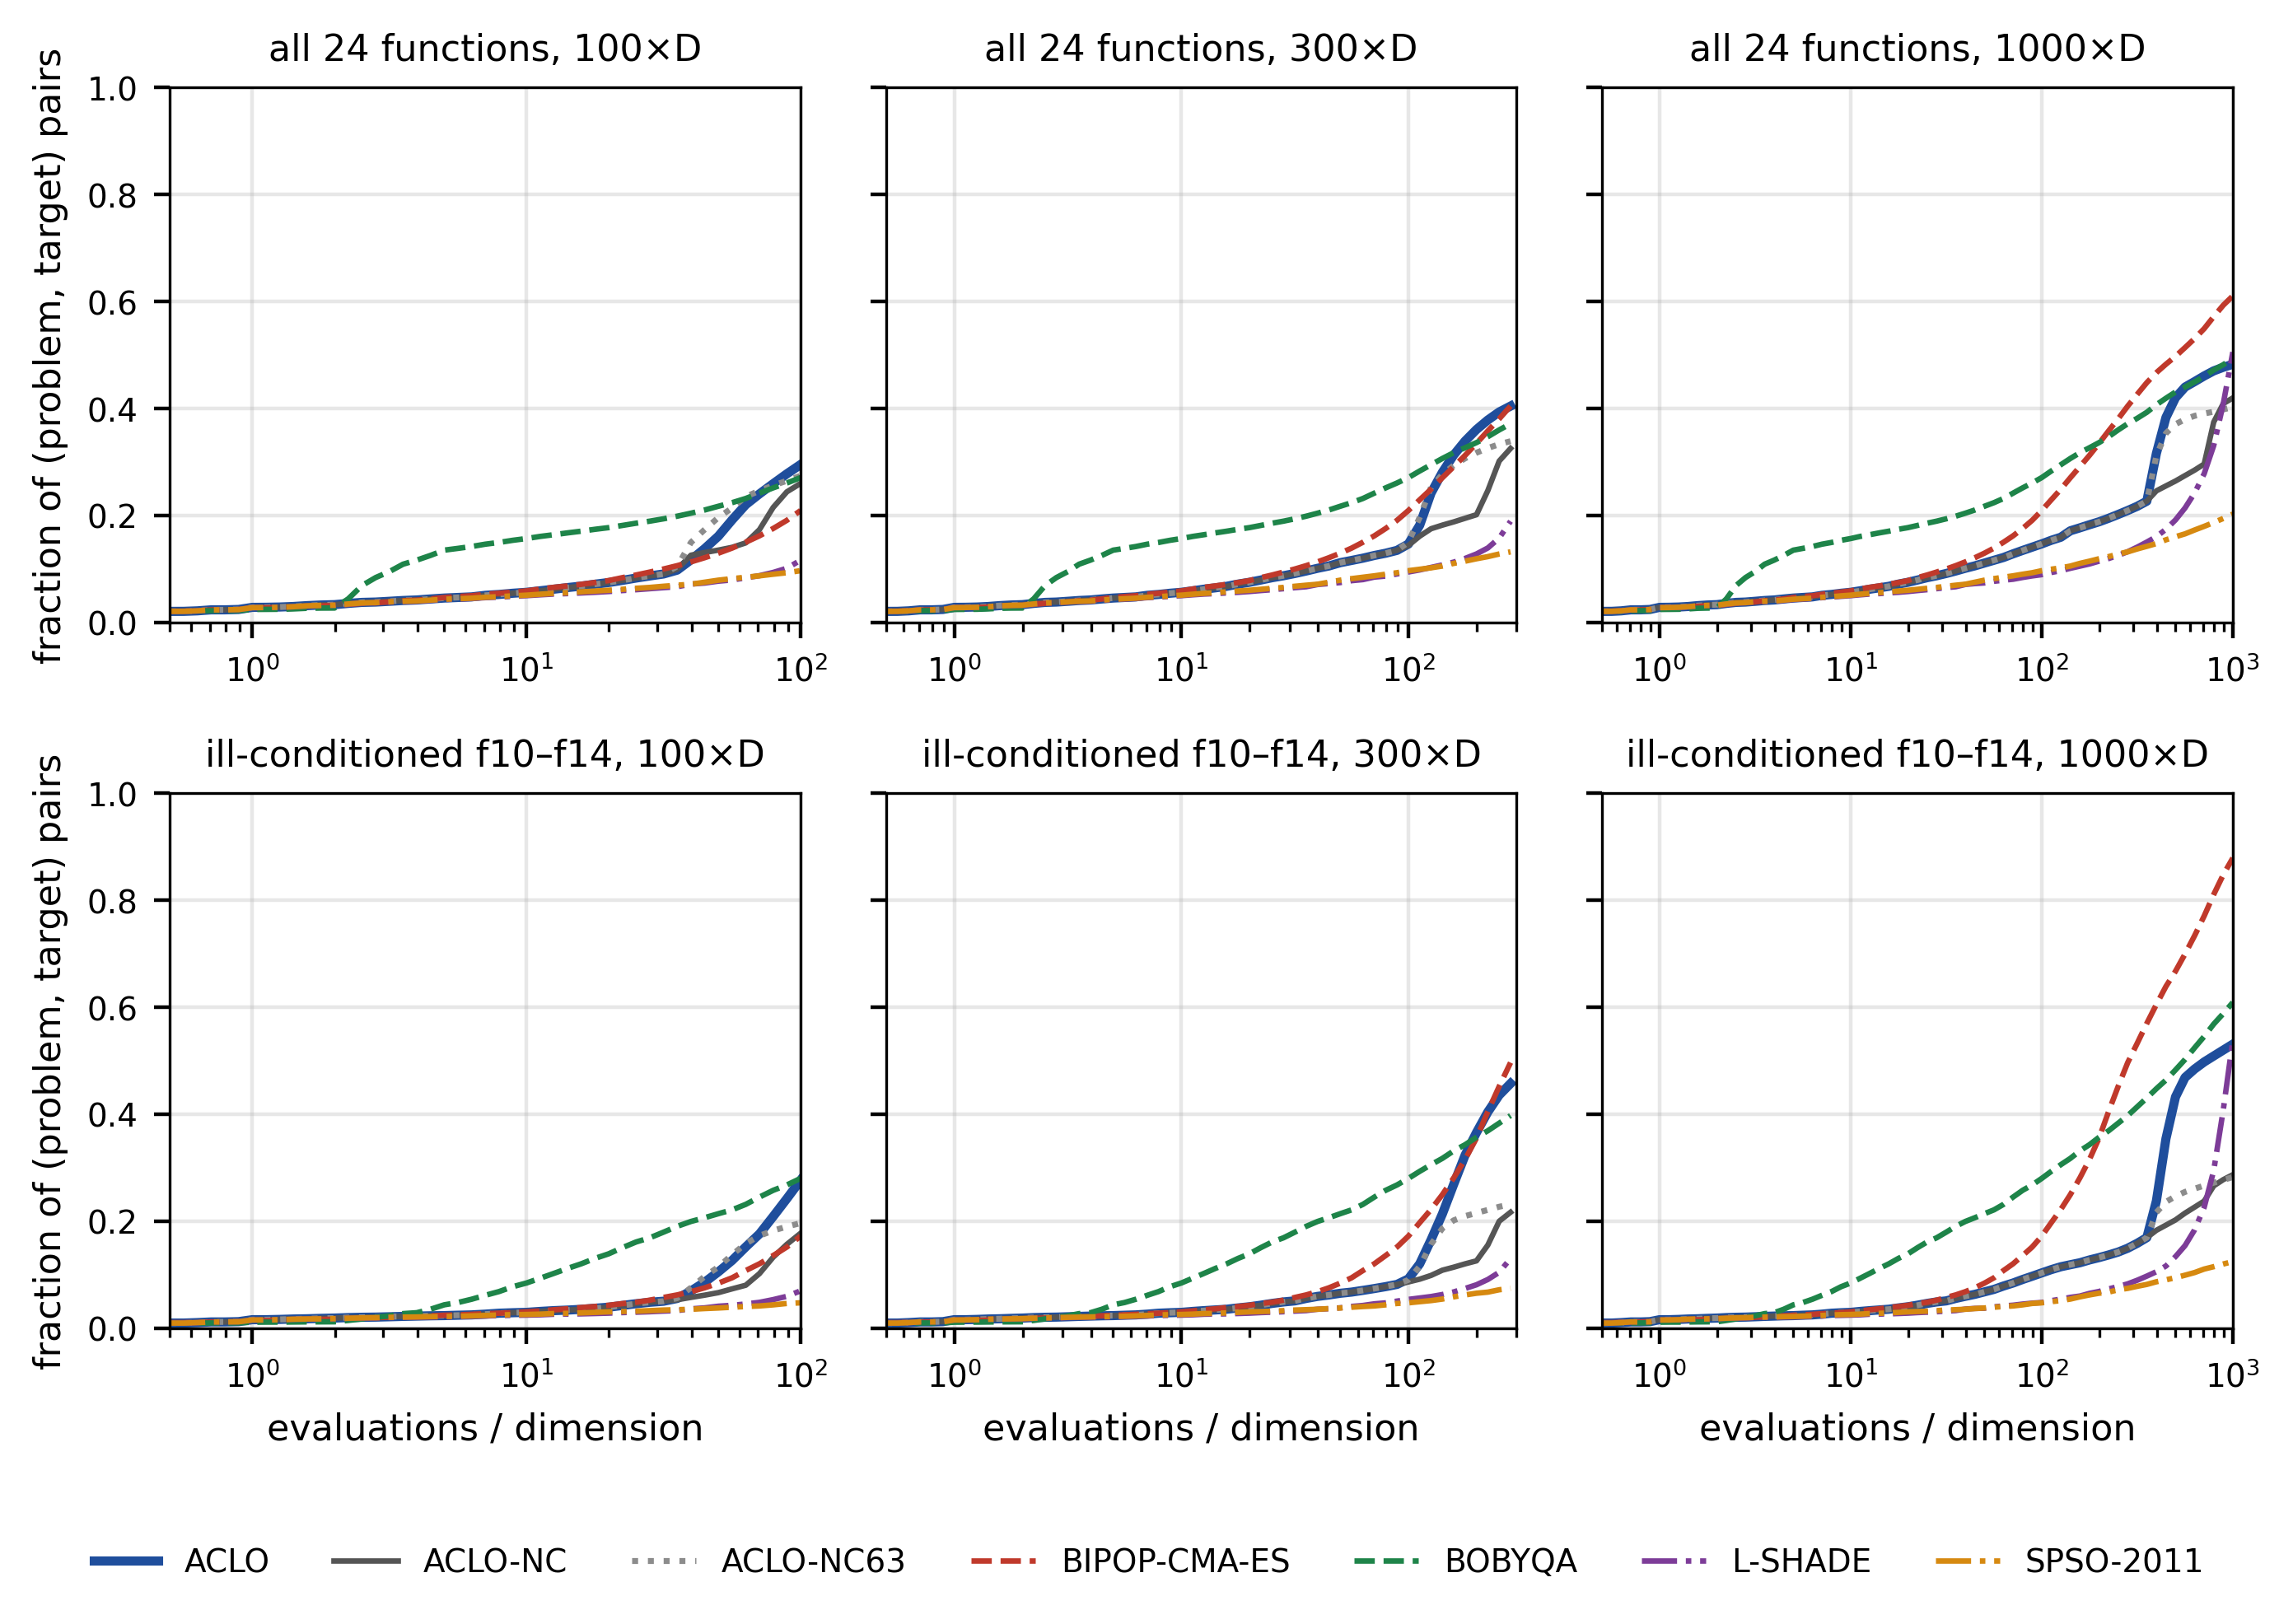 all 24 functions, 100×D
all 24 functions, 300×D
all 24 functions, 1000×D
fraction of (problem, target) pairs
1.0
0.8
0.6
0.4
0.2
0.0
10⁰ 10¹ 10²
10⁰ 10¹ 10²
10⁰ 10¹ 10² 10³
ill-conditioned f10–f14, 100×D
ill-conditioned f10–f14, 300×D
ill-conditioned f10–f14, 1000×D
fraction of (problem, target) pairs
1.0
0.8
0.6
0.4
0.2
0.0
10⁰ 10¹ 10²
10⁰ 10¹ 10²
10⁰ 10¹ 10² 10³
evaluations / dimension
evaluations / dimension
evaluations / dimension
ACLO ACLO-NC ACLO-NC63 BIPOP-CMA-ES BOBYQA L-SHADE SPSO-2011